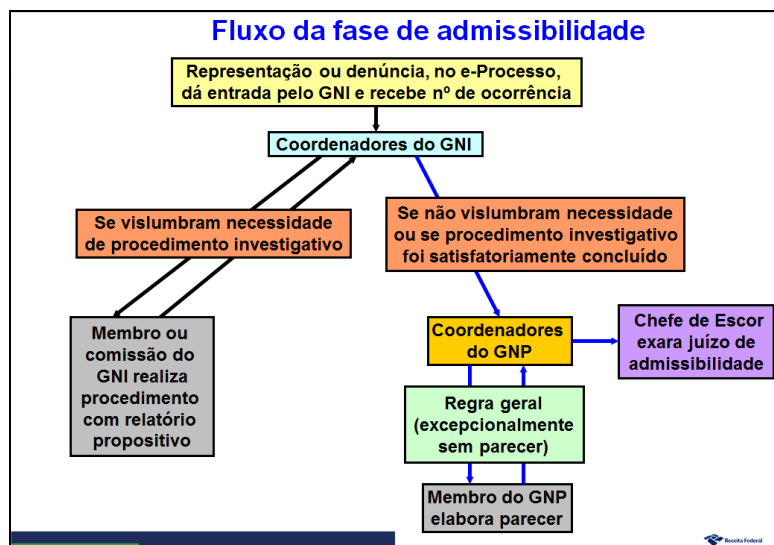 Fluxo da fase de admissibilidade
Representação ou denúncia, no e-Processo,
dá entrada pelo GNI e recebe nº de ocorrência
Coordenadores do GNI
Se vislumbram necessidade
de procedimento investigativo
Se não vislumbram necessidade
ou se procedimento investigativo
foi satisfatoriamente concluído
Membro ou
comissão do
GNI realiza
procedimento
com relatório
propositivo
Coordenadores
do GNP
Chefe de Escor
exara juízo de
admissibilidade
Regra geral
(excepcionalmente
sem parecer)
Membro do GNP
elabora parecer
Receita Federal